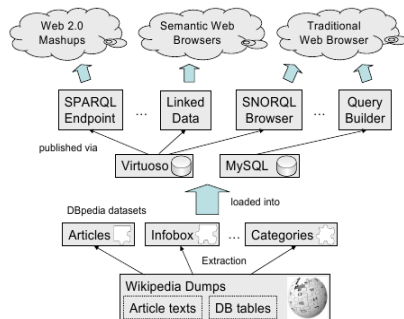 Web 2.0
Mashups
Semantic Web
Browsers
Traditional
Web Browser
SPARQL
Endpoint
...
Linked
Data
SNORQL
Browser
...
Query
Builder
published via
Virtuoso
MySQL
loaded into
DBpedia datasets
Articles
Infobox
...
Categories
Extraction
Wikipedia Dumps
Article texts
DB tables